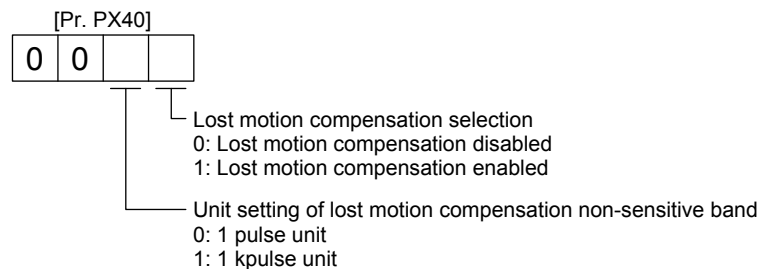 [Pr. PX40]
0 0
Lost motion compensation selection
0: Lost motion compensation disabled
1: Lost motion compensation enabled
Unit setting of lost motion compensation non-sensitive band
0: 1 pulse unit
1: 1 kpulse unit